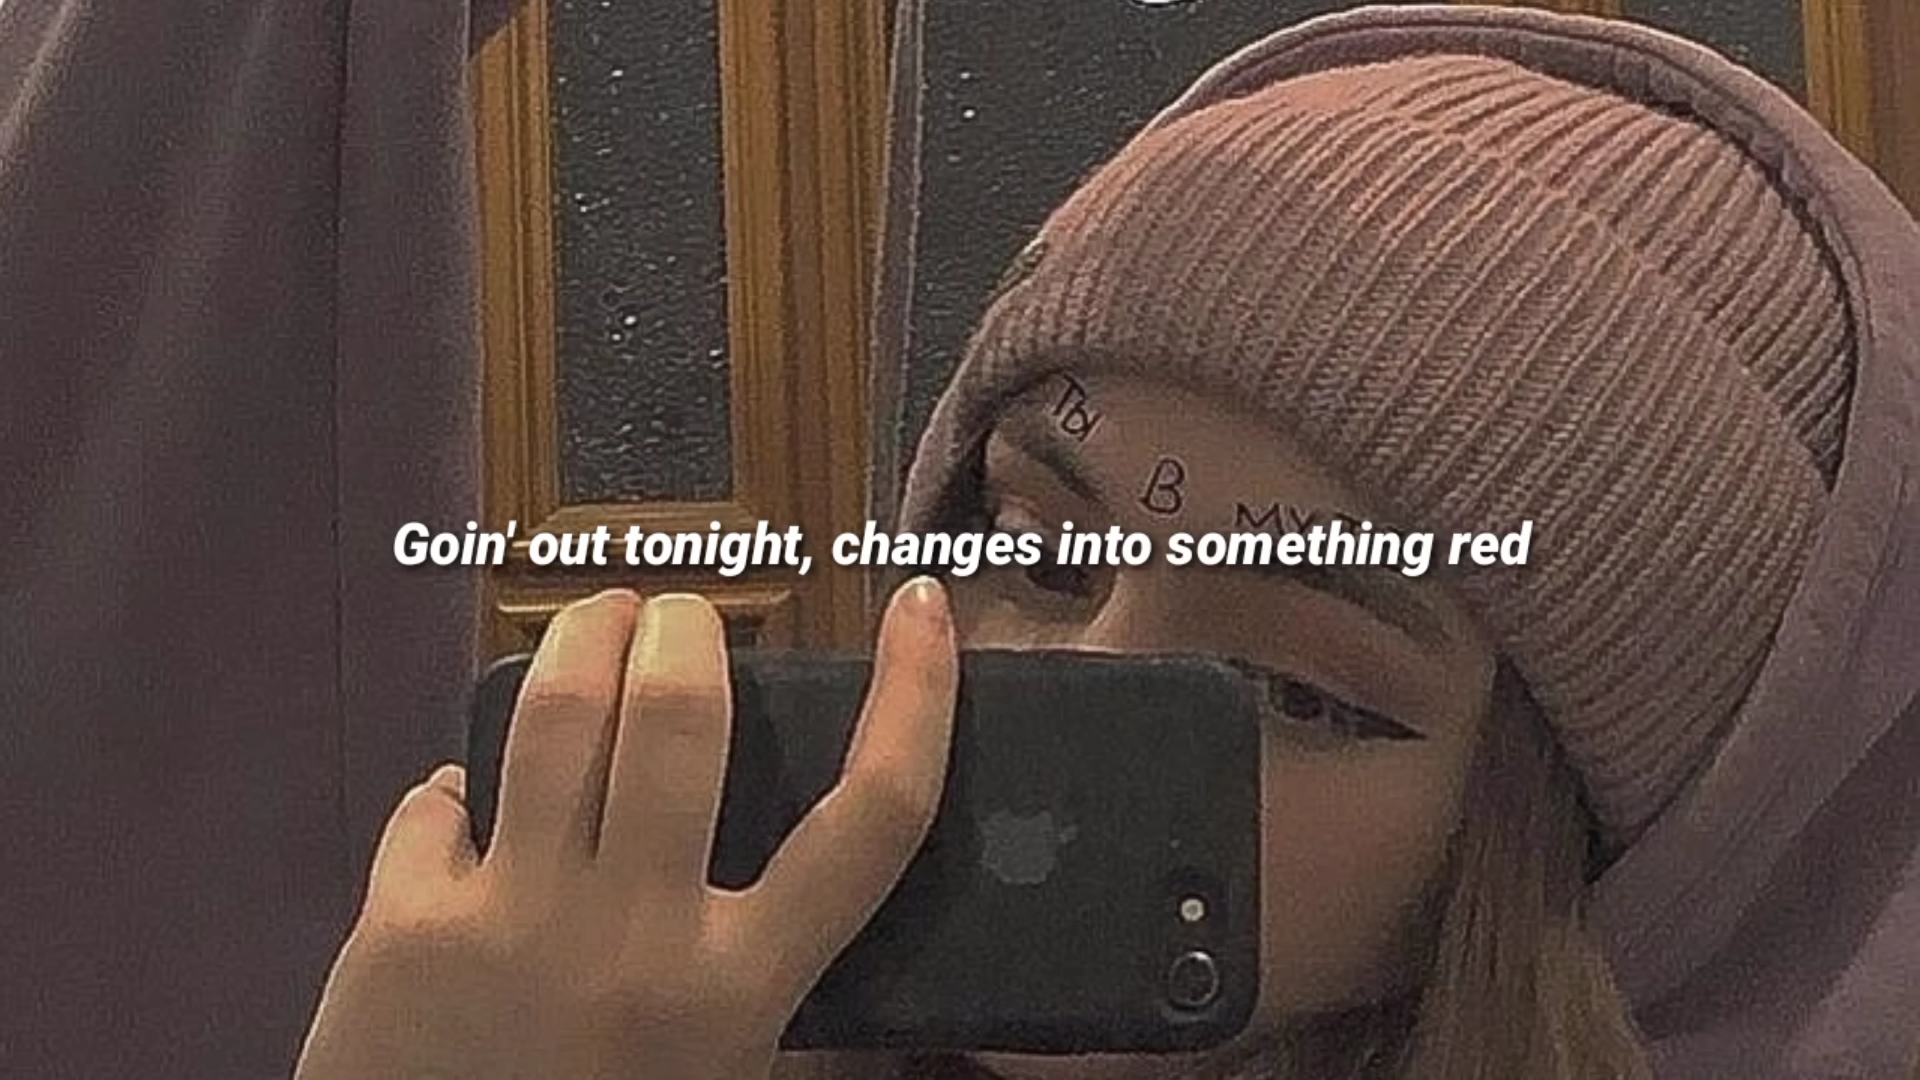 ты
в
Goin' out tonight, changes into something red